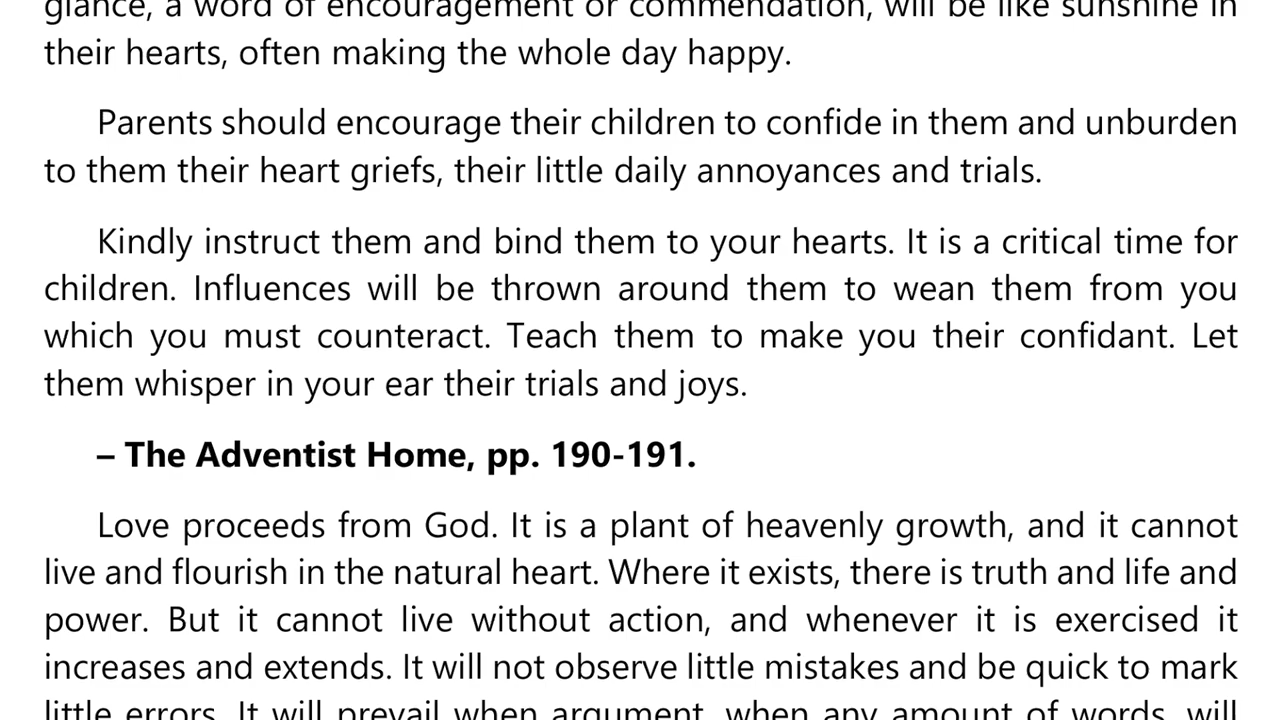 glance, a word of encouragement or commendation, will be like sunshine in
their hearts, often making the whole day happy.
Parents should encourage their children to confide in them and unburden
to them their heart griefs, their little daily annoyances and trials.
Kindly instruct them and bind them to your hearts. It is a critical time for
children. Influences will be thrown around them to wean them from you
which you must counteract. Teach them to make you their confidant. Let
them whisper in your ear their trials and joys.
– The Adventist Home, pp. 190-191.
Love proceeds from God. It is a plant of heavenly growth, and it cannot
live and flourish in the natural heart. Where it exists, there is truth and life and
power. But it cannot live without action, and whenever it is exercised it
increases and extends. It will not observe little mistakes and be quick to mark
little errors. It will prevail when argument, when any amount of words, will